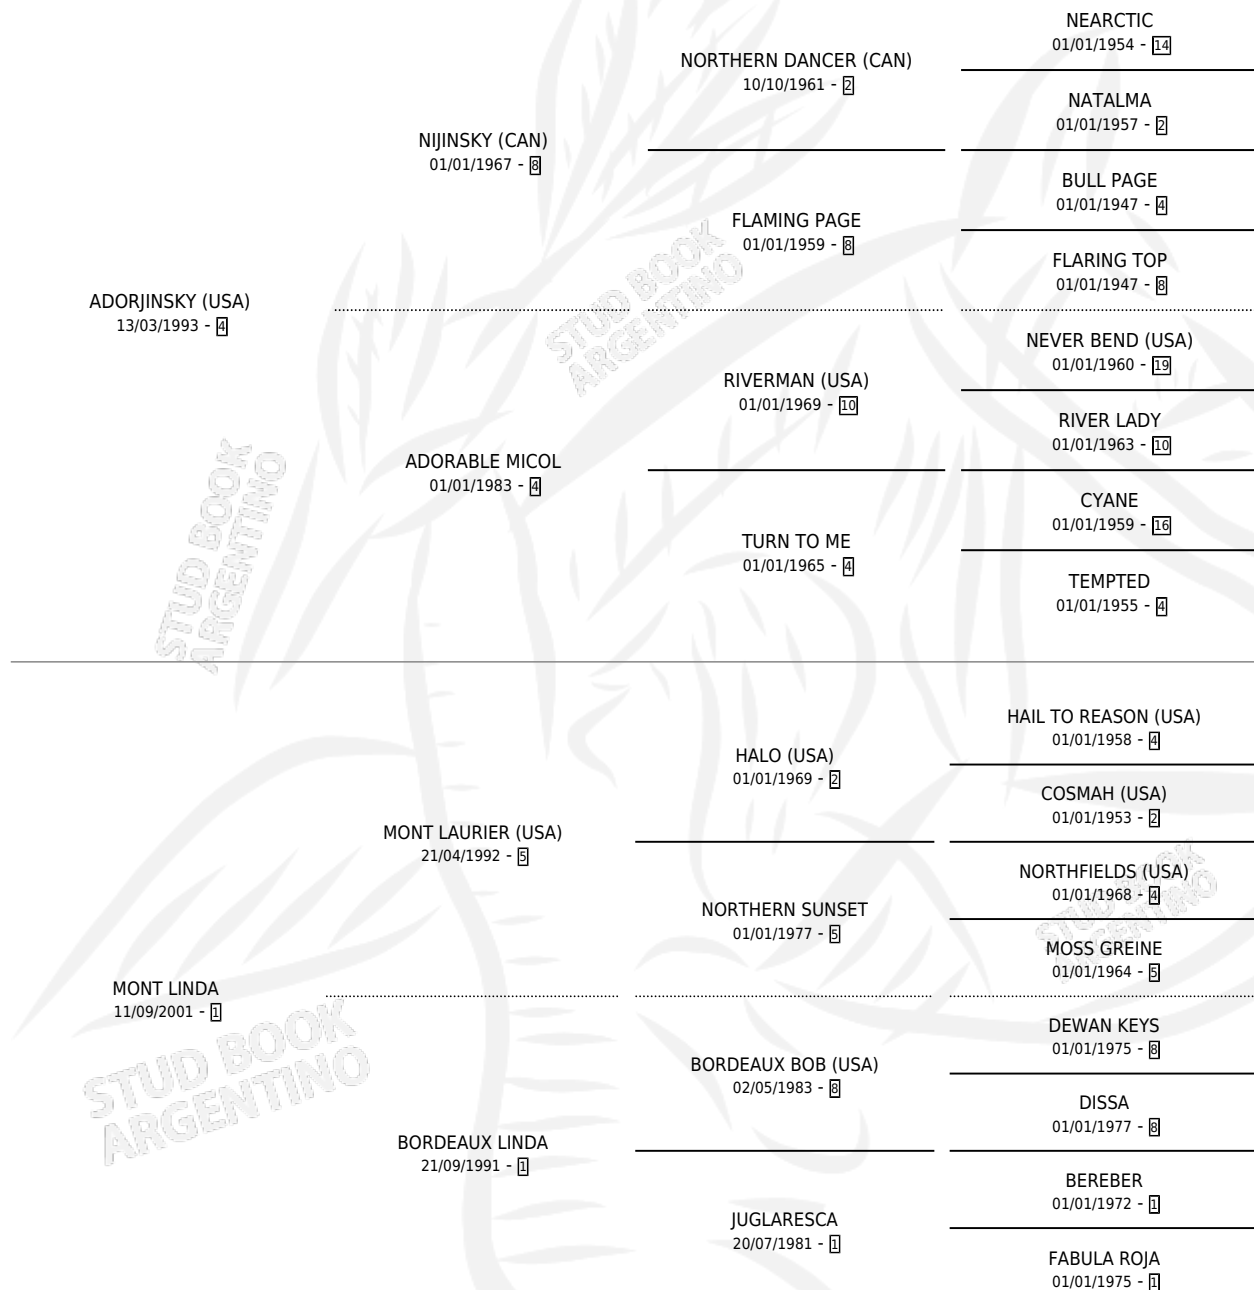 NEARCTIC
01/01/1954 - 14
NORTHERN DANCER (CAN)
10/10/1961 - 2
NATALMA
01/01/1957 - 2
NIJINSKY (CAN)
01/01/1967 - 8
BULL PAGE
01/01/1947 - 4
FLAMING PAGE
01/01/1959 - 8
FLARING TOP
01/01/1947 - 8
STUD BOOK
ARGENTINO
ADORJINSKY (USA)
13/03/1993 - 4
NEVER BEND (USA)
01/01/1960 - 19
RIVERMAN (USA)
01/01/1969 - 10
RIVER LADY
01/01/1963 - 10
ADORABLE MICOL
01/01/1983 - 4
CYANE
01/01/1959 - 16
TURN TO ME
01/01/1965 - 4
TEMPTED
01/01/1955 - 4
STUD BOOK
ARGENTINO
HAIL TO REASON (USA)
01/01/1958 - 4
HALO (USA)
01/01/1969 - 2
COSMAH (USA)
01/01/1953 - 2
MONT LAURIER (USA)
21/04/1992 - 5
NORTHFIELDS (USA)
01/01/1968 - 4
STUD BOOK
ARGENTINO
NORTHERN SUNSET
01/01/1977 - 5
MOSS GREINE
01/01/1964 - 5
MONT LINDA
11/09/2001 - 1
DEWAN KEYS
01/01/1975 - 8
STUD BOOK
ARGENTINO
BORDEAUX BOB (USA)
02/05/1983 - 8
DISSA
01/01/1977 - 8
BORDEAUX LINDA
21/09/1991 - 1
BEREBER
01/01/1972 - 1
JUGLARESCA
20/07/1981 - 1
FABULA ROJA
01/01/1975 - 1